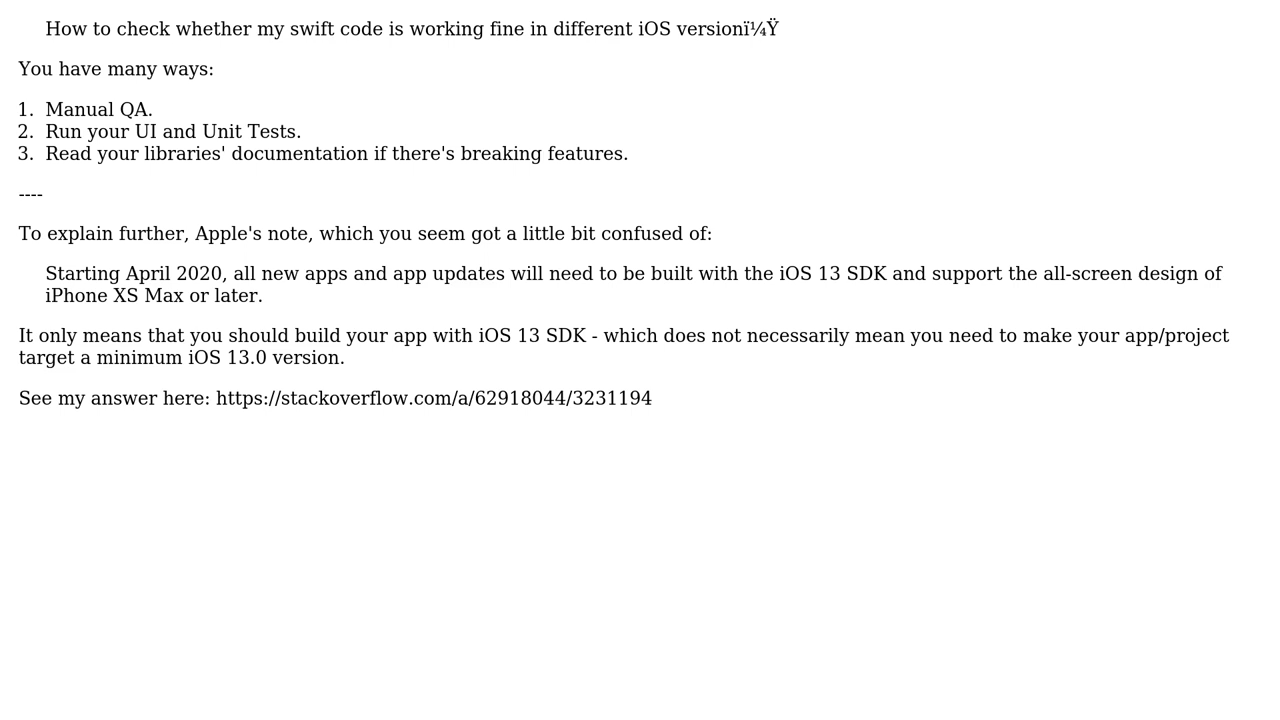 How to check whether my swift code is working fine in different iOS versionï¼Ÿ
You have many ways:
1. Manual QA.
2. Run your UI and Unit Tests.
3. Read your libraries' documentation if there's breaking features.
----
To explain further, Apple's note, which you seem got a little bit confused of:
Starting April 2020, all new apps and app updates will need to be built with the iOS 13 SDK and support the all-screen design of
iPhone XS Max or later.
It only means that you should build your app with iOS 13 SDK - which does not necessarily mean you need to make your app/project
target a minimum iOS 13.0 version.
See my answer here: https://stackoverflow.com/a/62918044/3231194